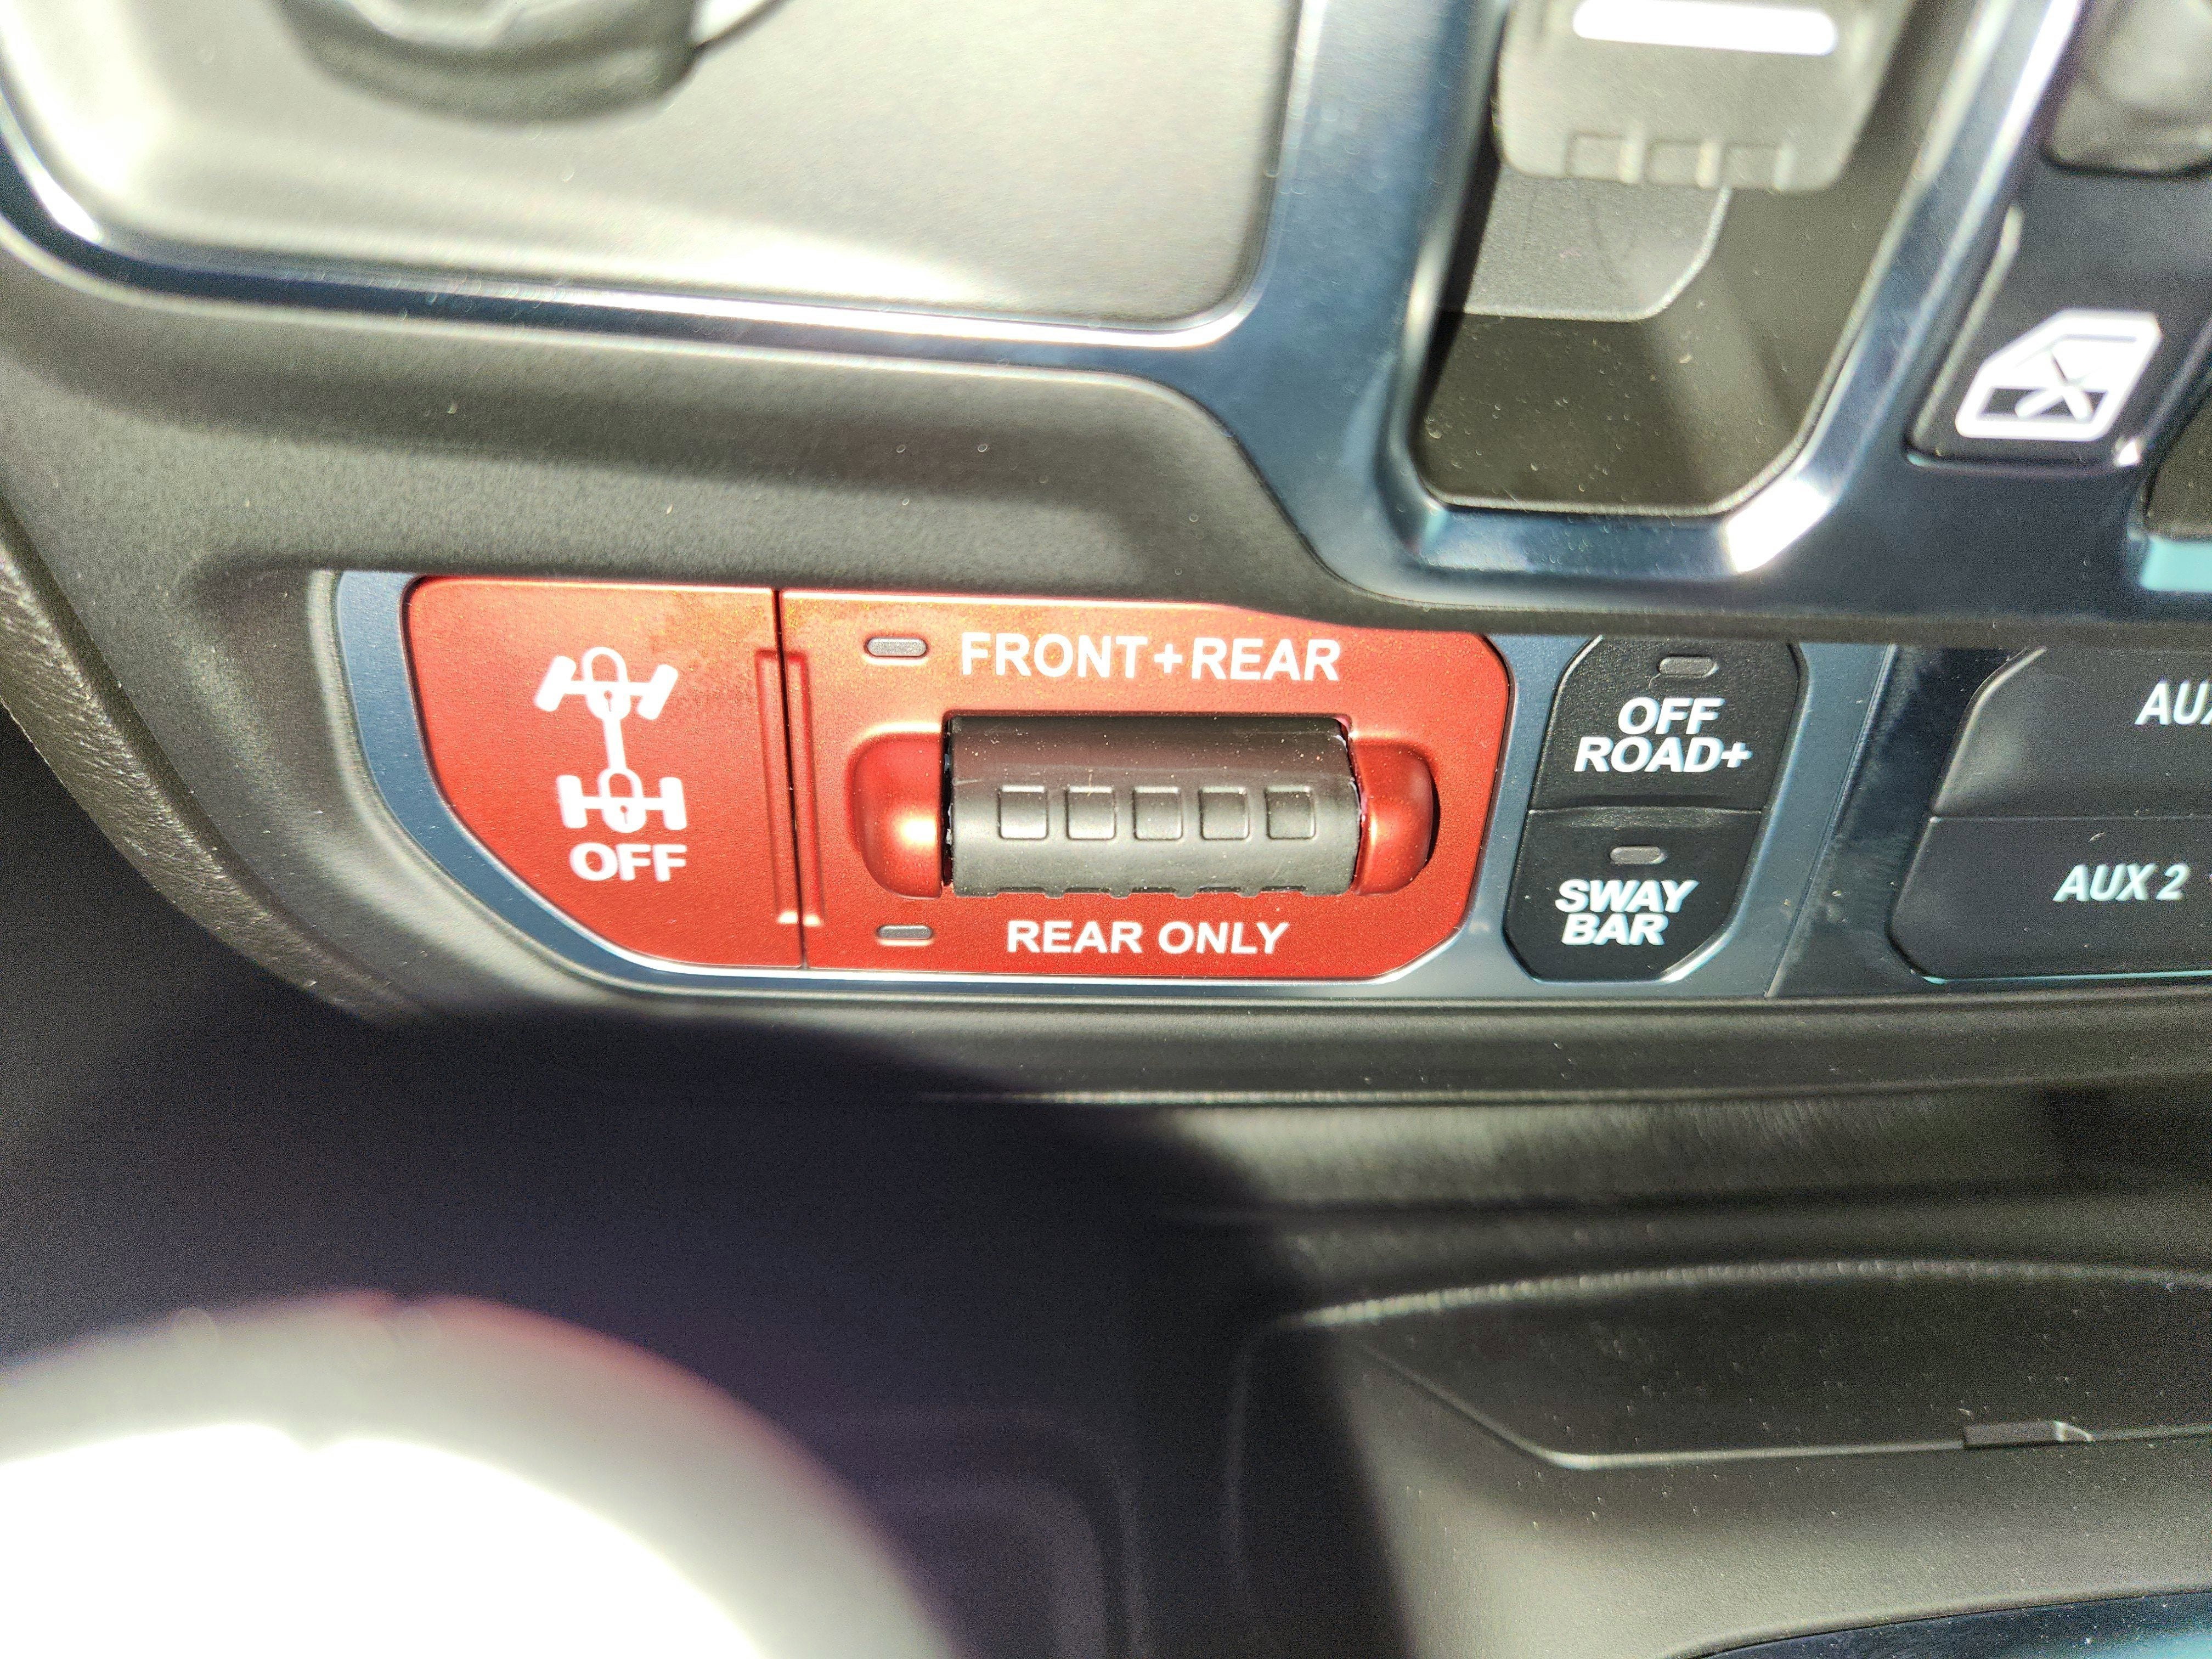 FRONT+REAR
OFF
REAR ONLY
OFF
ROAD+
SWAY
BAR
AUX 2